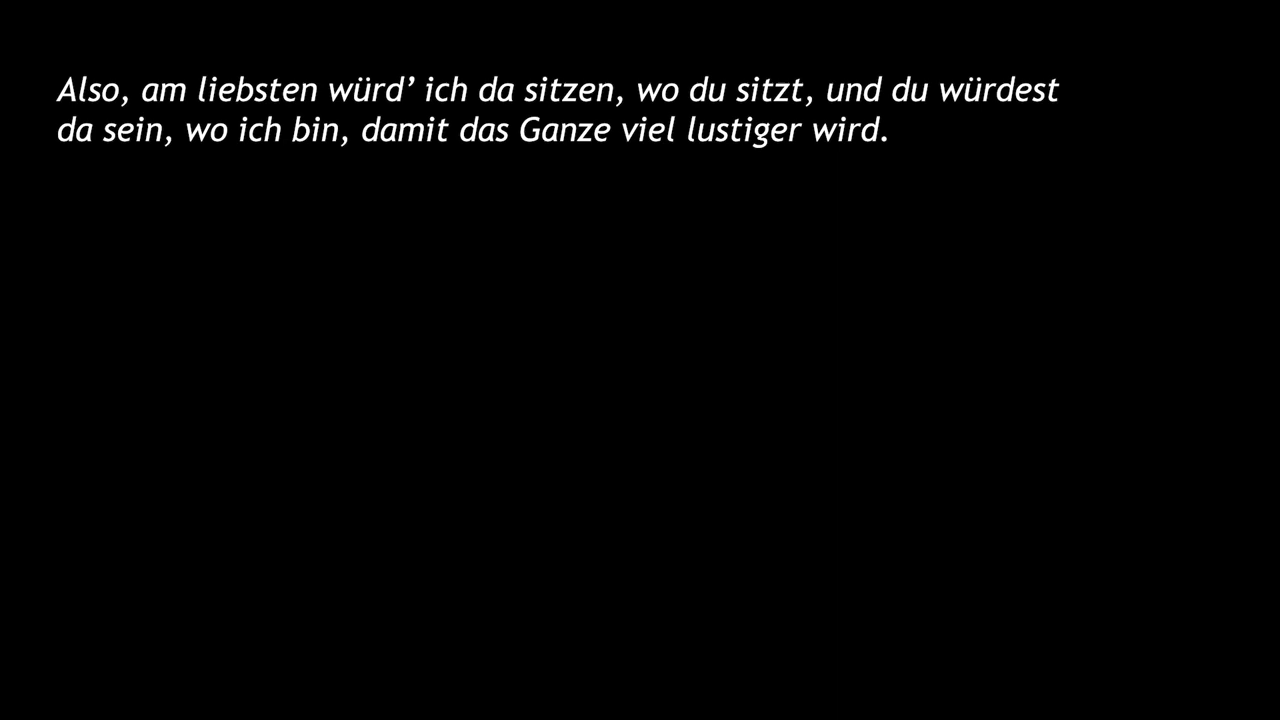 Also, am liebsten würd’ ich da sitzen, wo du sitzt, und du würdest
da sein, wo ich bin, damit das Ganze viel lustiger wird.